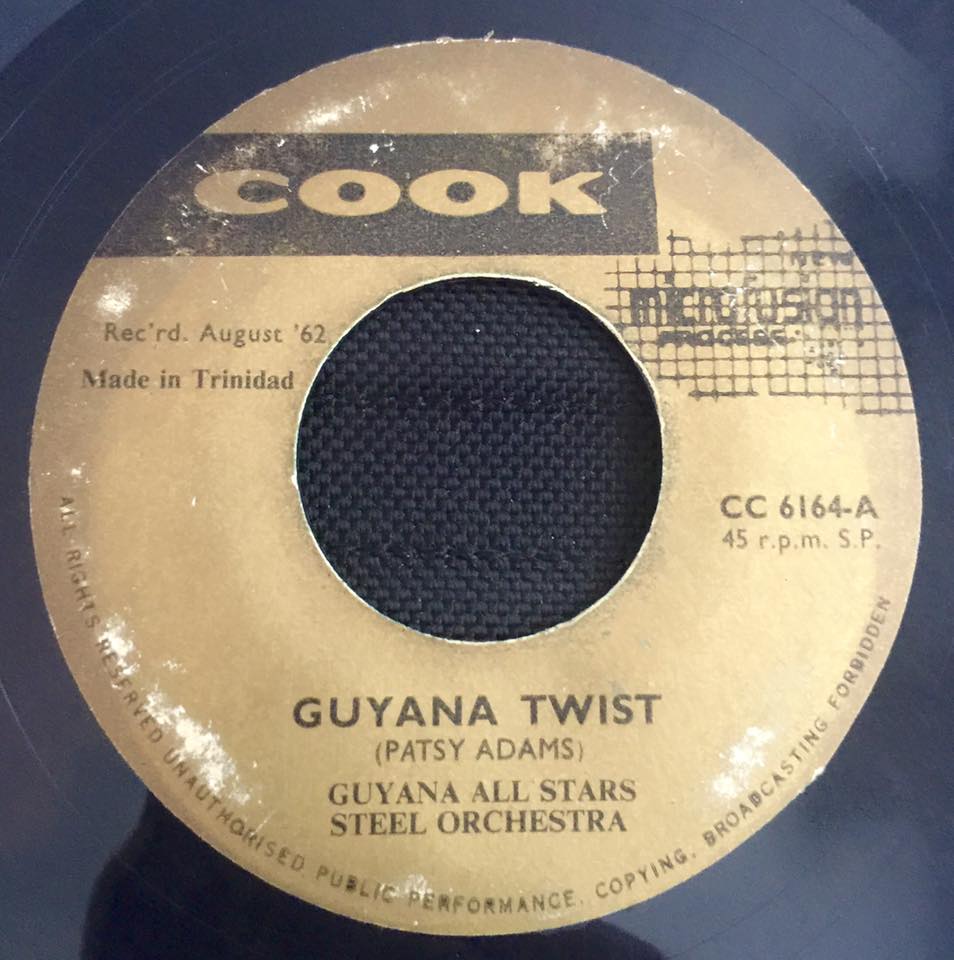 COOK
new
microfusion
process
Rec'rd. August '62
Made in Trinidad
CC 6164-A
45 r.p.m. S.P.
GUYANA TWIST
(PATSY ADAMS)
GUYANA ALL STARS
STEEL ORCHESTRA
ALL RIGHTS RESERVED UNAUTHORISED PUBLIC PERFORMANCE. COPYING. BROADCASTING FORBIDDEN